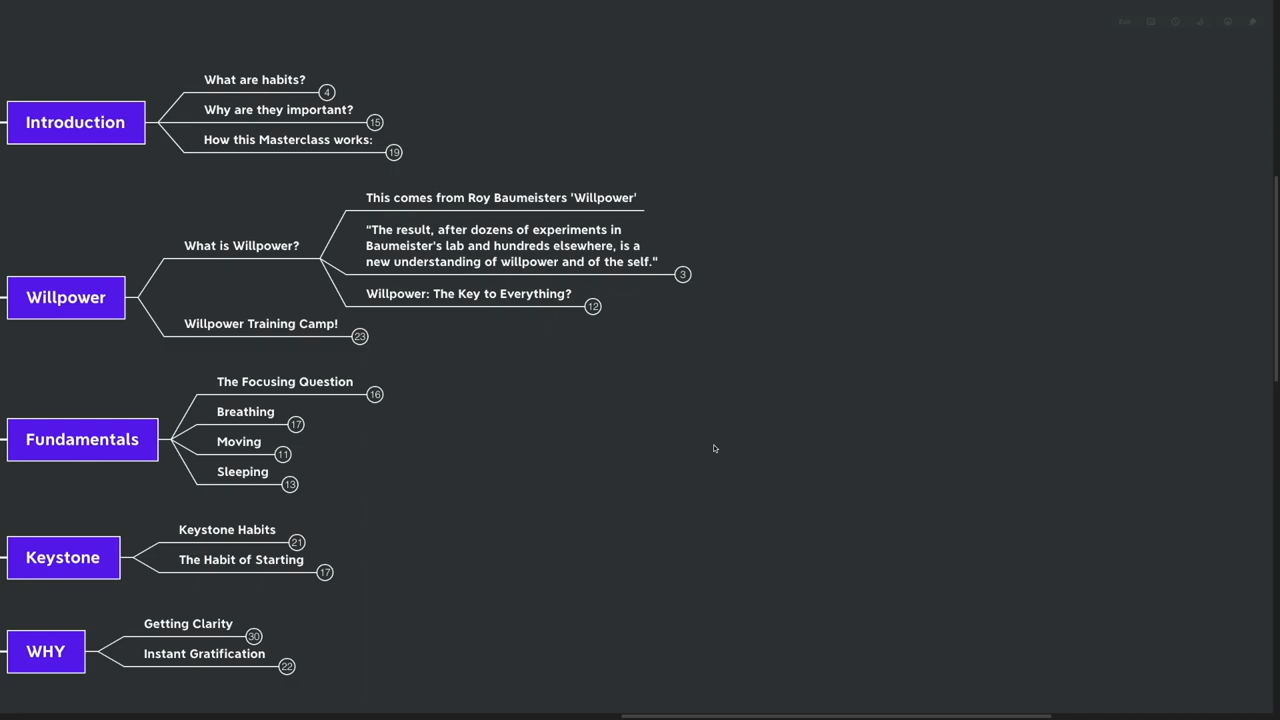 What are habits?
4
Introduction
Why are they important?
15
How this Masterclass works:
19
This comes from Roy Baumeisters 'Willpower'
"The result, after dozens of experiments in
Baumeister's lab and hundreds elsewhere, is a
new understanding of willpower and of the self."
3
What is Willpower?
Willpower: The Key to Everything?
12
Willpower
Willpower Training Camp!
23
The Focusing Question
16
Breathing
17
Fundamentals
Moving
11
Sleeping
13
Keystone Habits
21
Keystone
The Habit of Starting
17
Getting Clarity
30
WHY
Instant Gratification
22